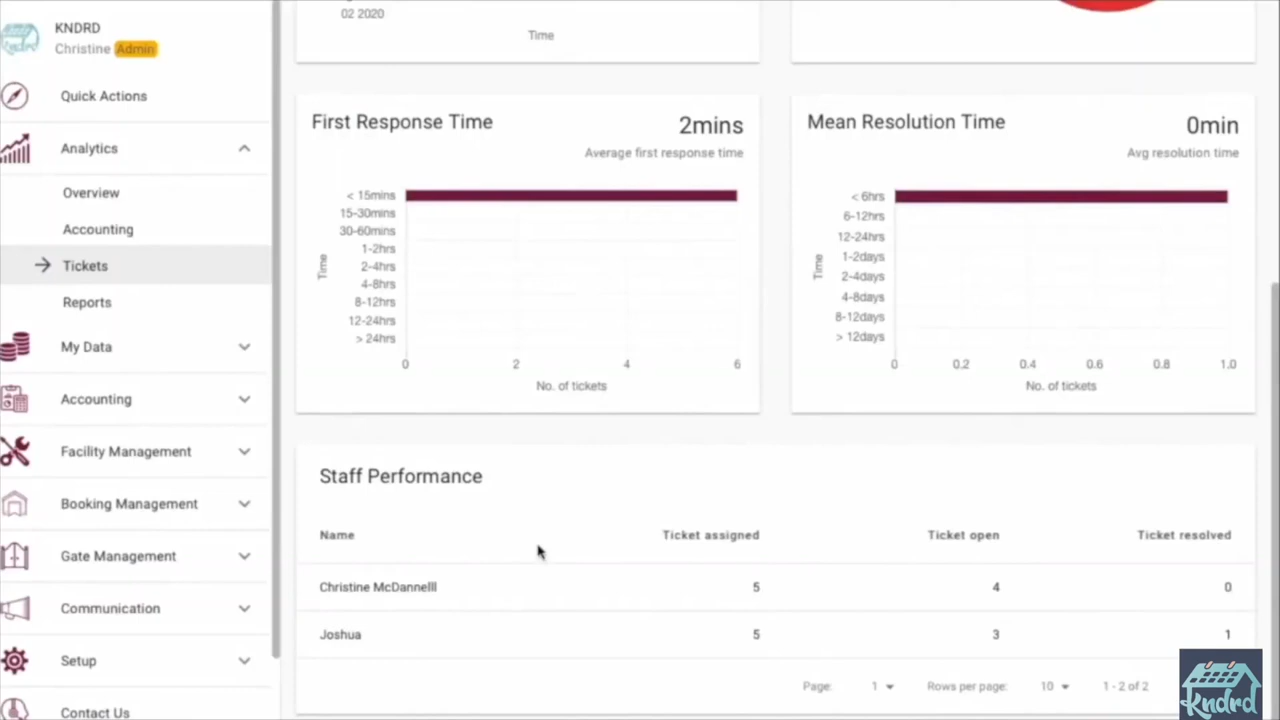 KNDRD
Christine Admin
Quick Actions
Analytics
Overview
Accounting
Tickets
Reports
My Data
Accounting
Facility Management
Booking Management
Gate Management
Communication
Setup
Contact Us
02 2020
Time
First Response Time
2mins
Average first response time
Time
< 15mins
15-30mins
30-60mins
1-2hrs
2-4hrs
4-8hrs
8-12hrs
12-24hrs
> 24hrs
0 2 4 6
No. of tickets
Mean Resolution Time
0min
Avg resolution time
Time
< 6hrs
6-12hrs
12-24hrs
1-2days
2-4days
4-8days
8-12days
> 12days
0 0.2 0.4 0.6 0.8 1.0
No. of tickets
Staff Performance
Name Ticket assigned Ticket open Ticket resolved
Christine McDannelll 5 4 0
Joshua 5 3 1
Page: 1 Rows per page: 10 1 - 2 of 2
Kndrd